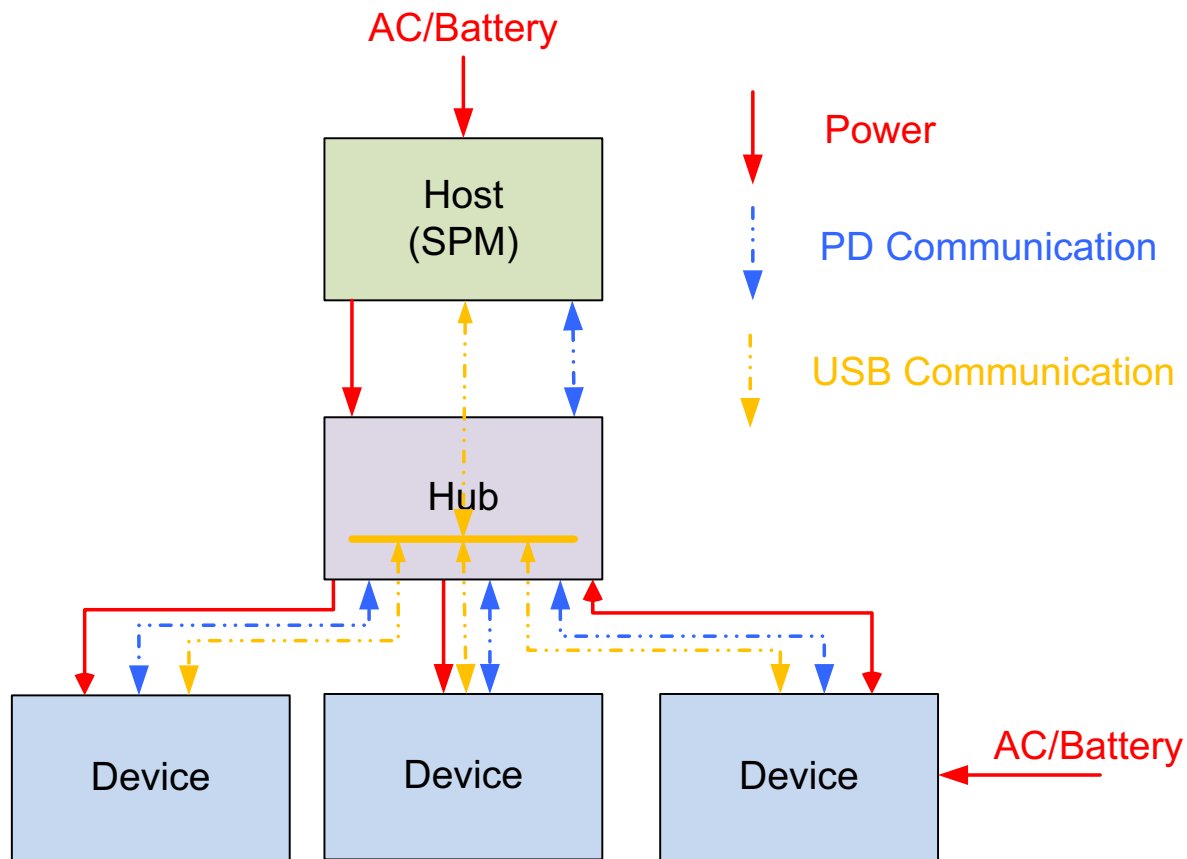 AC/Battery
Power
Host
(SPM)
PD Communication
USB Communication
Hub
Device
Device
Device
AC/Battery